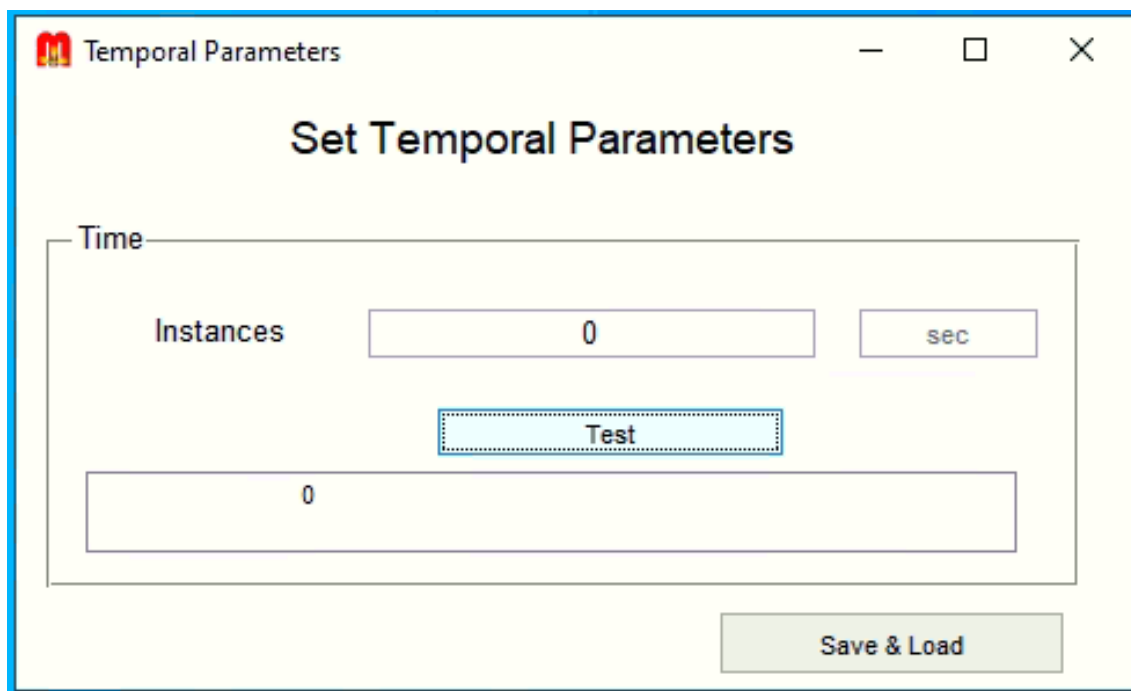 Temporal Parameters
Set Temporal Parameters
Time
Instances 0 sec
Test
0
Save & Load